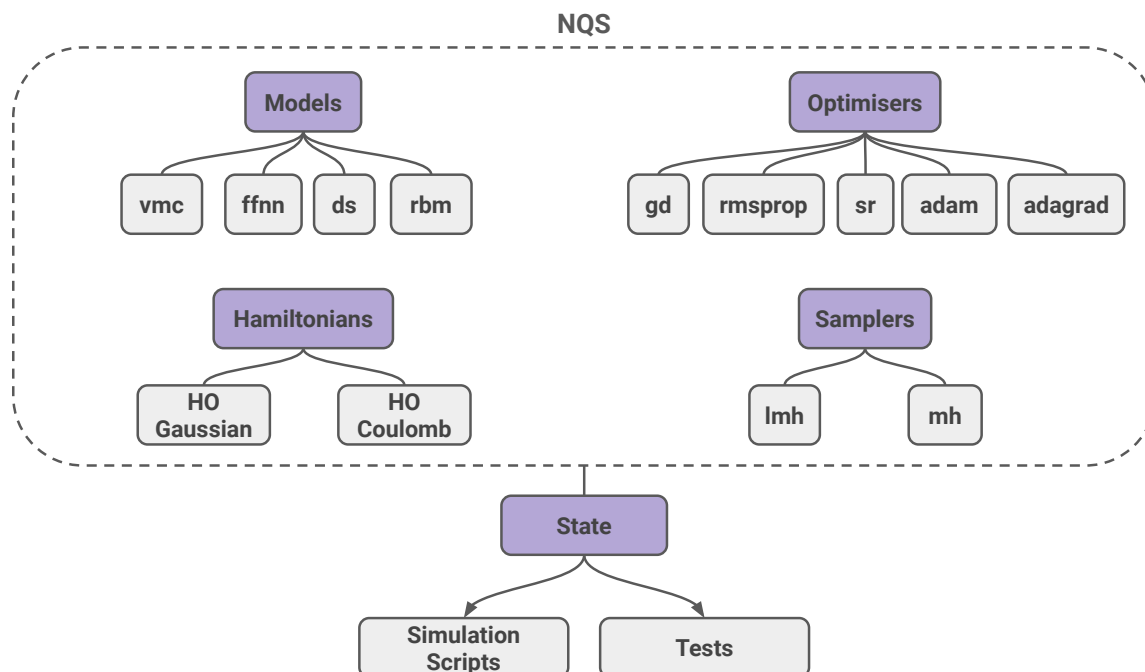 NQS
Models
Optimisers
vmc
ffnn
ds
rbm
gd
rmsprop
sr
adam
adagrad
Hamiltonians
Samplers
HO
Gaussian
HO
Coulomb
lmh
mh
State
Simulation
Scripts
Tests